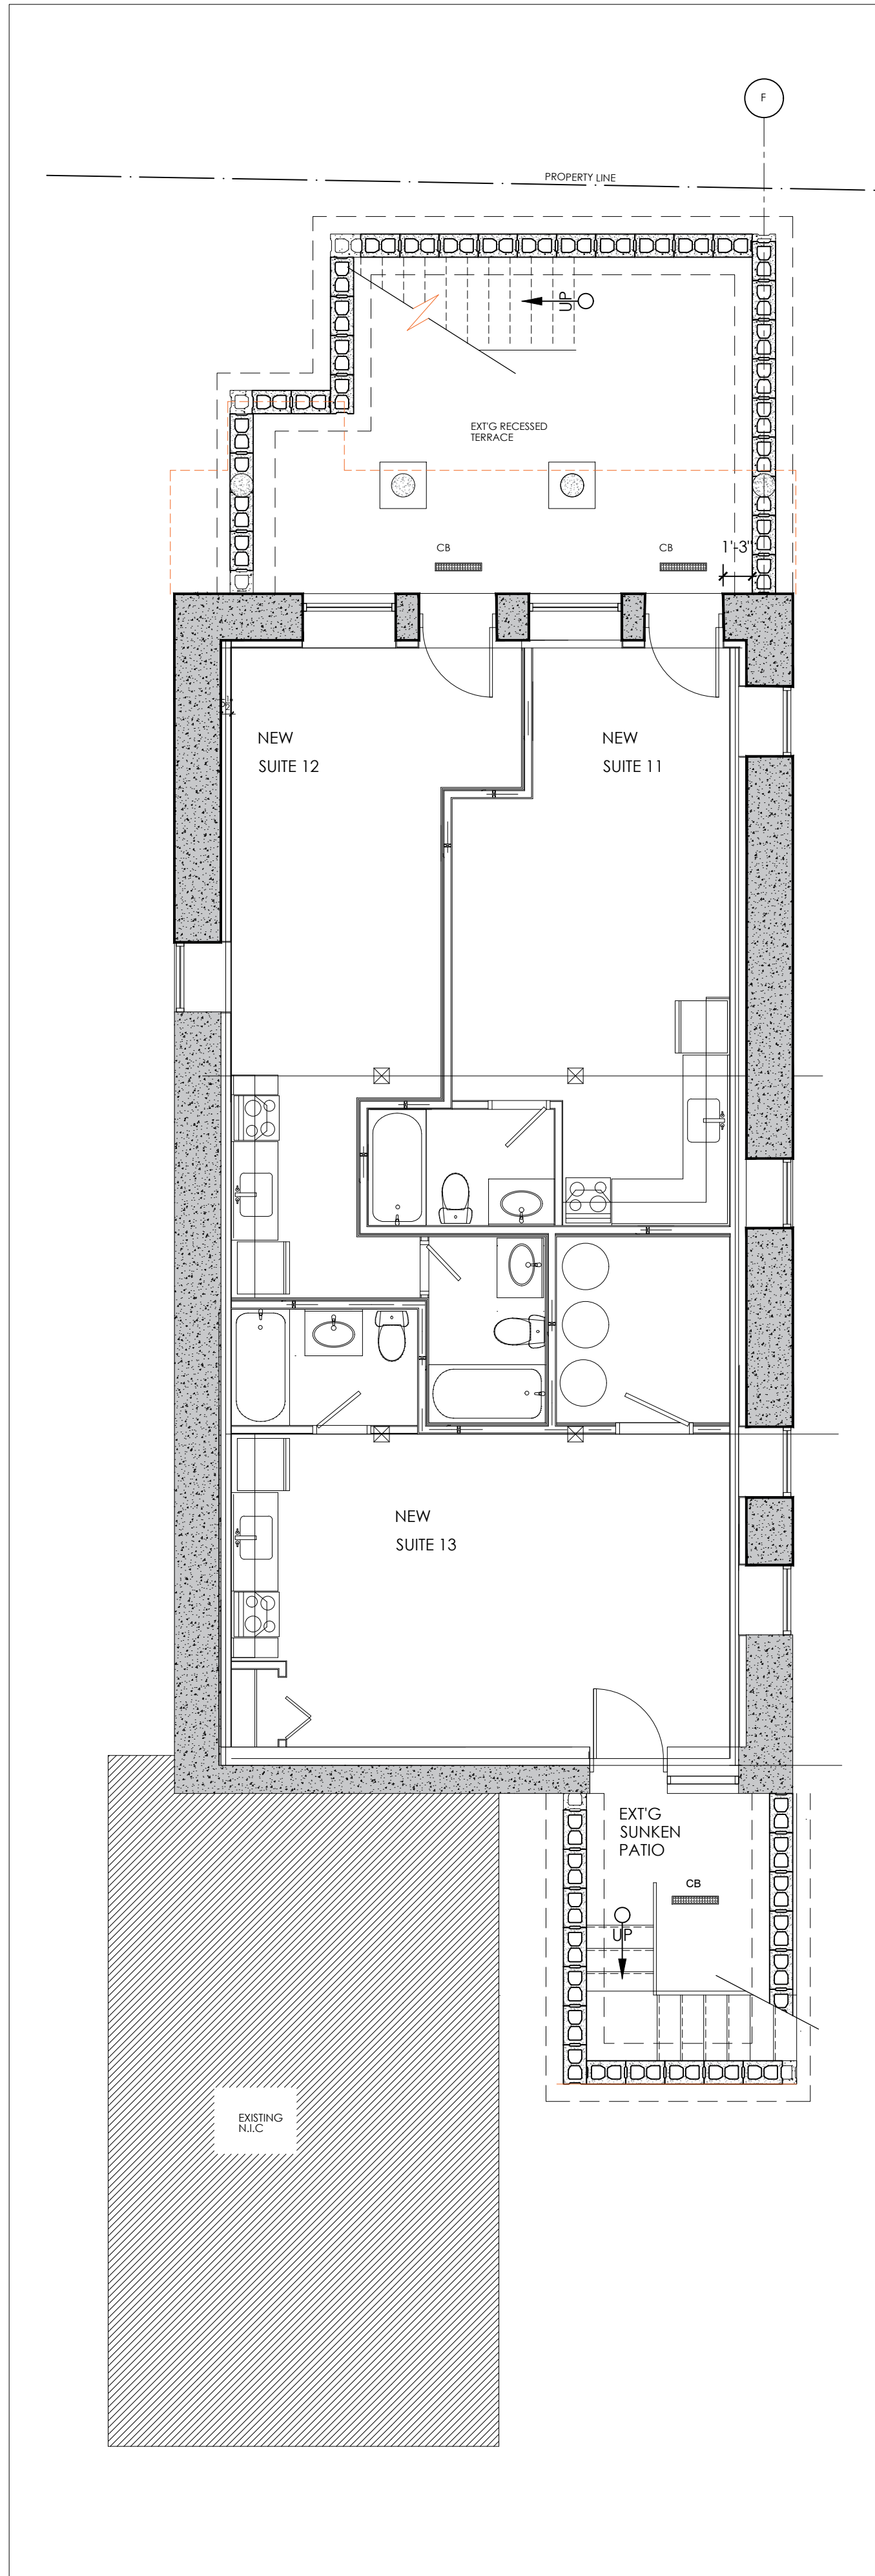 F
PROPERTY LINE
UP
EXT'G RECESSED
TERRACE
CB
CB
1'-3"
NEW
SUITE 12
NEW
SUITE 11
NEW
SUITE 13
EXT'G
SUNKEN
PATIO
CB
UP
EXISTING
N.I.C